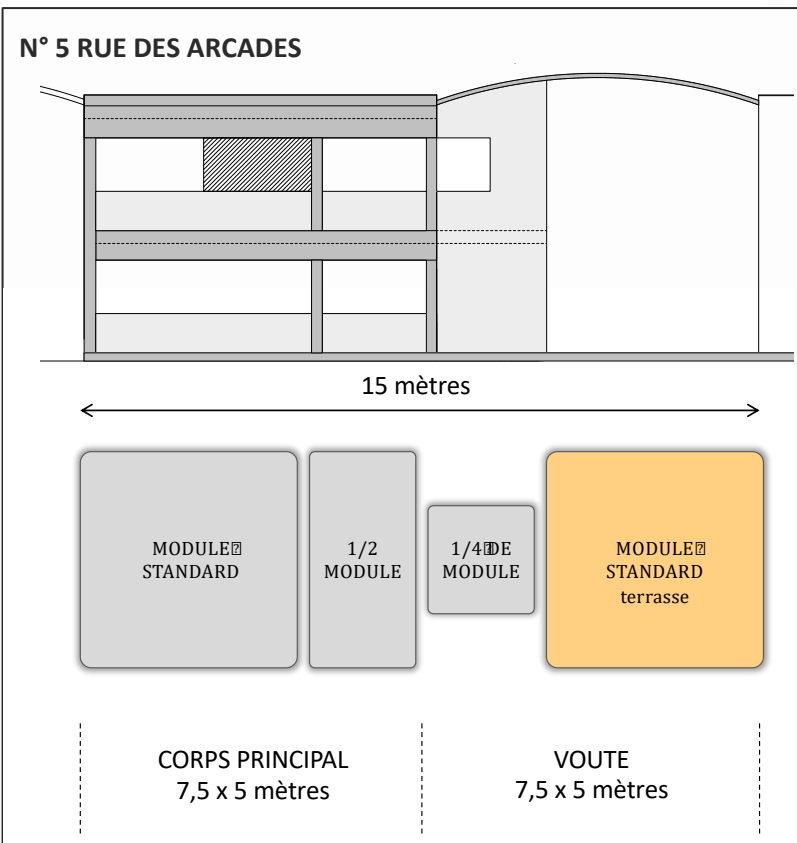 N° 5 RUE DES ARCADES
15 mètres
MODULE
STANDARD
1/2
MODULE
1/4 DE
MODULE
MODULE
STANDARD
terrasse
CORPS PRINCIPAL
7,5 x 5 mètres
VOUTE
7,5 x 5 mètres